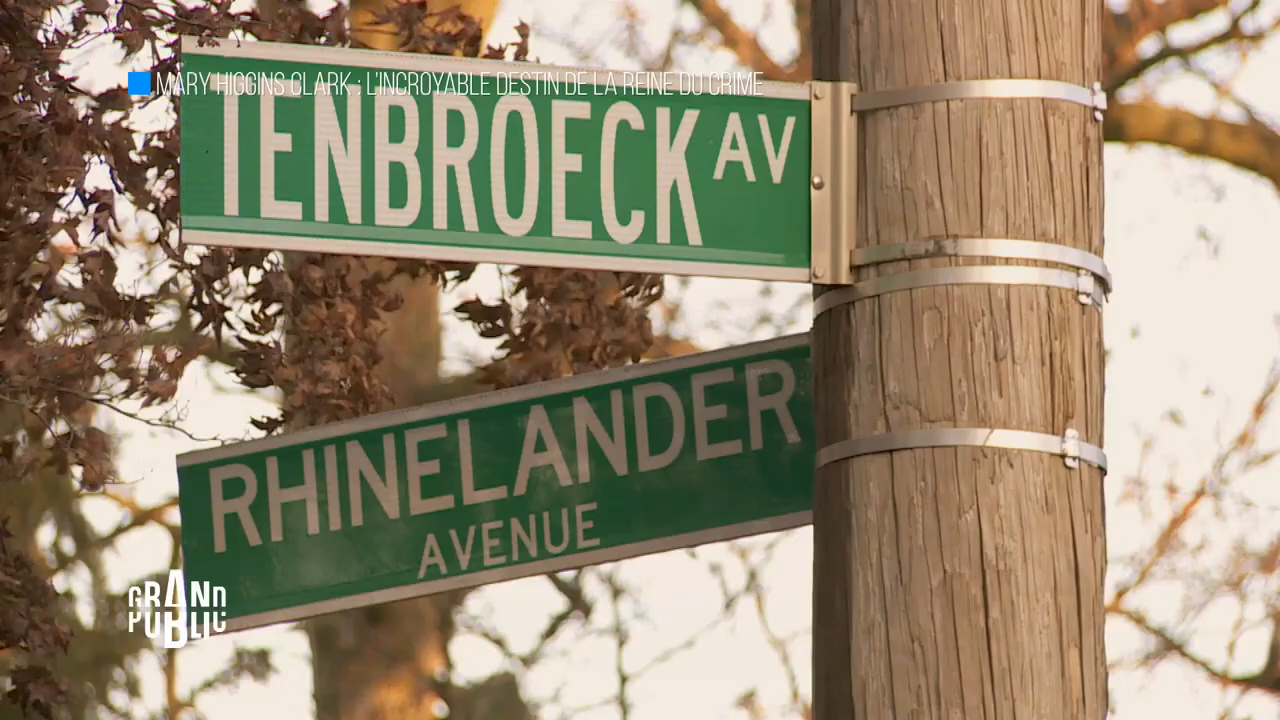 MARY HIGGINS CLARK : L'INCROYABLE DESTIN DE LA REINE DU CRIME
TENBROECK AV
RHINELANDER
AVENUE
GRAND
PUBLIC